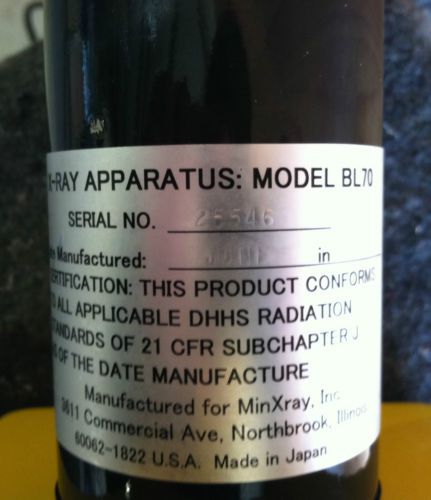 X-RAY APPARATUS: MODEL BL70
SERIAL NO. 25546
Manufactured: JUNE in
CERTIFICATION: THIS PRODUCT CONFORMS
TO ALL APPLICABLE DHHS RADIATION
STANDARDS OF 21 CFR SUBCHAPTER J
AS OF THE DATE MANUFACTURE
Manufactured for MinXray, Inc.
3611 Commercial Ave, Northbrook, Illinois
60062-1822 U.S.A. Made in Japan